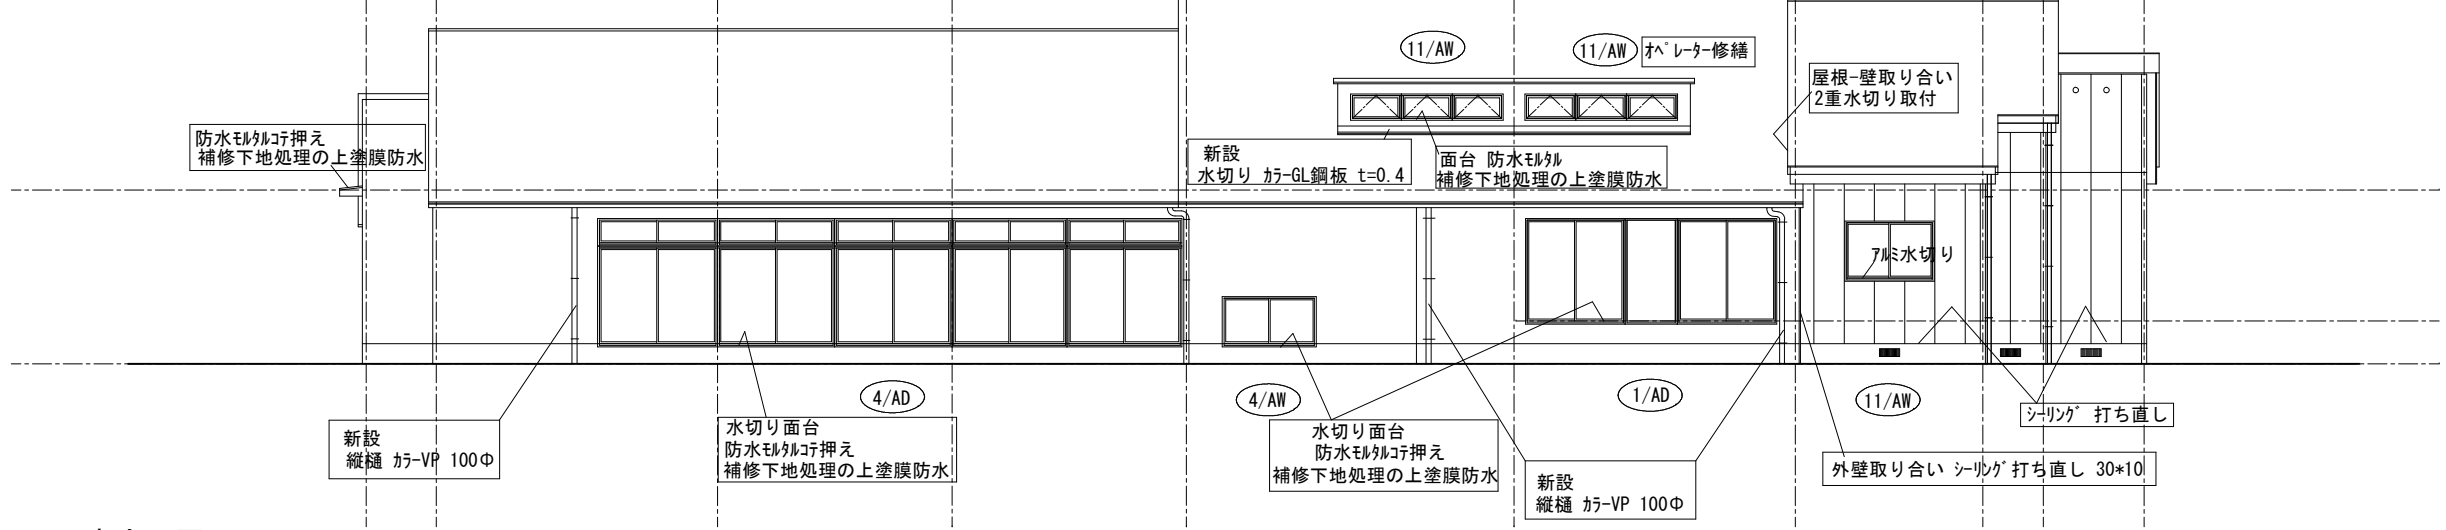 11/AW
11/AW
ｵﾍﾟﾚｰﾀｰ修繕
屋根-壁取り合い
2重水切り取付
防水ﾓﾙﾀﾙｺﾃ押え
補修下地処理の上塗膜防水
新設
水切り ｶﾗｰGL鋼板 t=0.4
面台 防水ﾓﾙﾀﾙ
補修下地処理の上塗膜防水
ｱﾙﾐ水切り
4/AD
4/AW
1/AD
11/AW
新設
縦樋 ｶﾗｰVP 100Φ
水切り面台
防水ﾓﾙﾀﾙｺﾃ押え
補修下地処理の上塗膜防水
水切り面台
防水ﾓﾙﾀﾙｺﾃ押え
補修下地処理の上塗膜防水
新設
縦樋 ｶﾗｰVP 100Φ
ｼｰﾘﾝｸﾞ 打ち直し
外壁取り合い ｼｰﾘﾝｸﾞ打ち直し 30*10